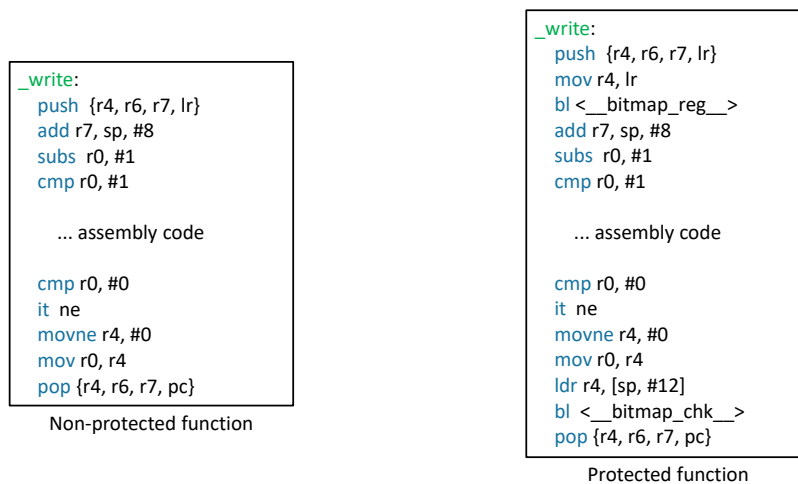 _write:
push {r4, r6, r7, lr}
add r7, sp, #8
subs r0, #1
cmp r0, #1
... assembly code
cmp r0, #0
it ne
movne r4, #0
mov r0, r4
pop {r4, r6, r7, pc}
Non-protected function
_write:
push {r4, r6, r7, lr}
mov r4, lr
bl <__bitmap_reg__>
add r7, sp, #8
subs r0, #1
cmp r0, #1
... assembly code
cmp r0, #0
it ne
movne r4, #0
mov r0, r4
ldr r4, [sp, #12]
bl <__bitmap_chk__>
pop {r4, r6, r7, pc}
Protected function